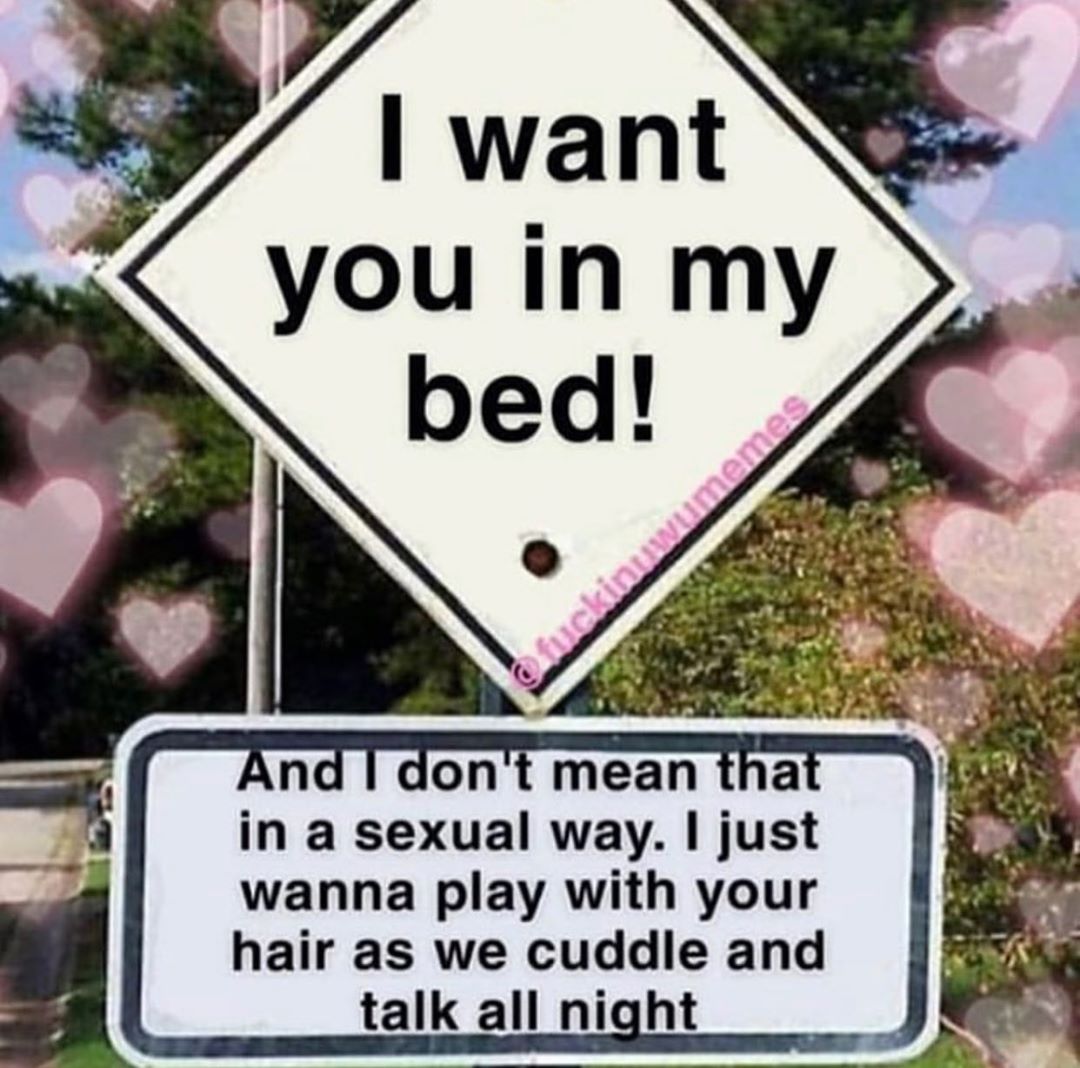 I want
you in my
bed!
@fuckinuwumemes
And I don't mean that
in a sexual way. I just
wanna play with your
hair as we cuddle and
talk all night